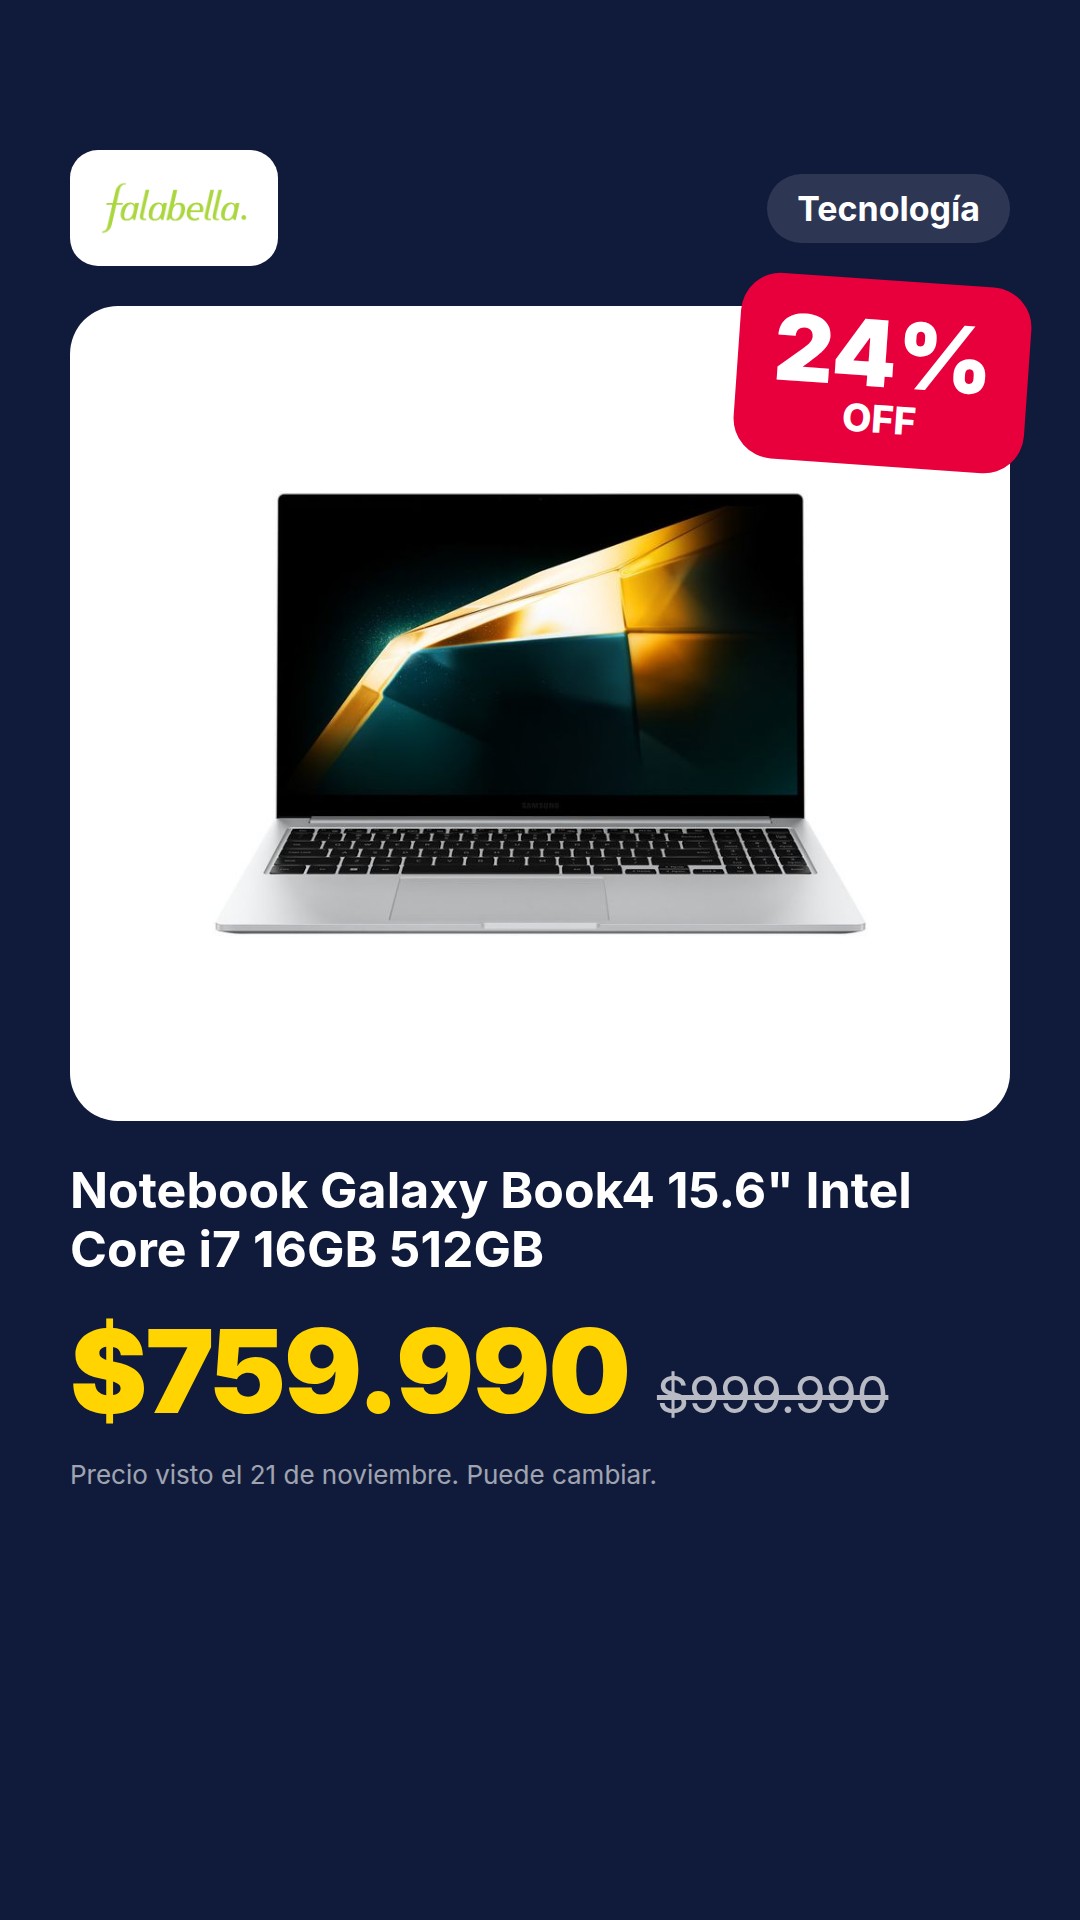 falabella.
Tecnología
24%
OFF
SAMSUNG
Notebook Galaxy Book4 15.6" Intel
Core i7 16GB 512GB
$759.990 $999.990
Precio visto el 21 de noviembre. Puede cambiar.